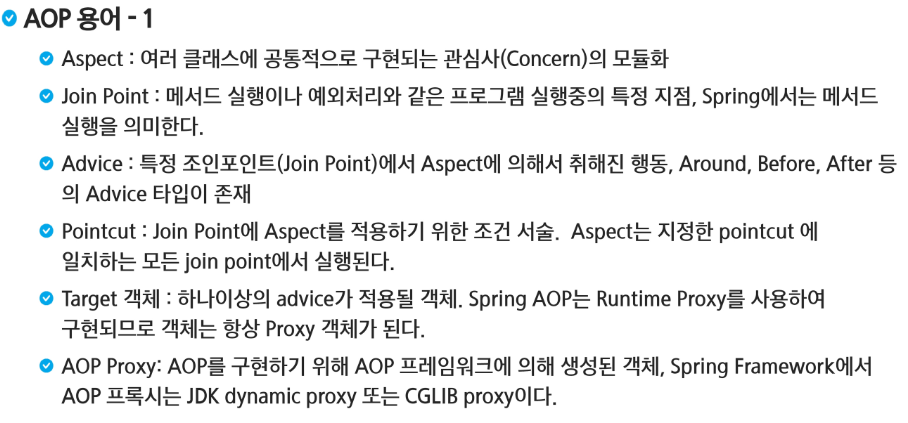 AOP 용어 - 1
Aspect : 여러 클래스에 공통적으로 구현되는 관심사(Concern)의 모듈화
Join Point : 메서드 실행이나 예외처리와 같은 프로그램 실행중의 특정 지점, Spring에서는 메서드
실행을 의미한다.
Advice : 특정 조인포인트(Join Point)에서 Aspect에 의해서 취해진 행동, Around, Before, After 등
의 Advice 타입이 존재
Pointcut : Join Point에 Aspect를 적용하기 위한 조건 서술.  Aspect는 지정한 pointcut 에
일치하는 모든 join point에서 실행된다.
Target 객체 : 하나이상의 advice가 적용될 객체. Spring AOP는 Runtime Proxy를 사용하여
구현되므로 객체는 항상 Proxy 객체가 된다.
AOP Proxy: AOP를 구현하기 위해 AOP 프레임워크에 의해 생성된 객체, Spring Framework에서
AOP 프록시는 JDK dynamic proxy 또는 CGLIB proxy이다.